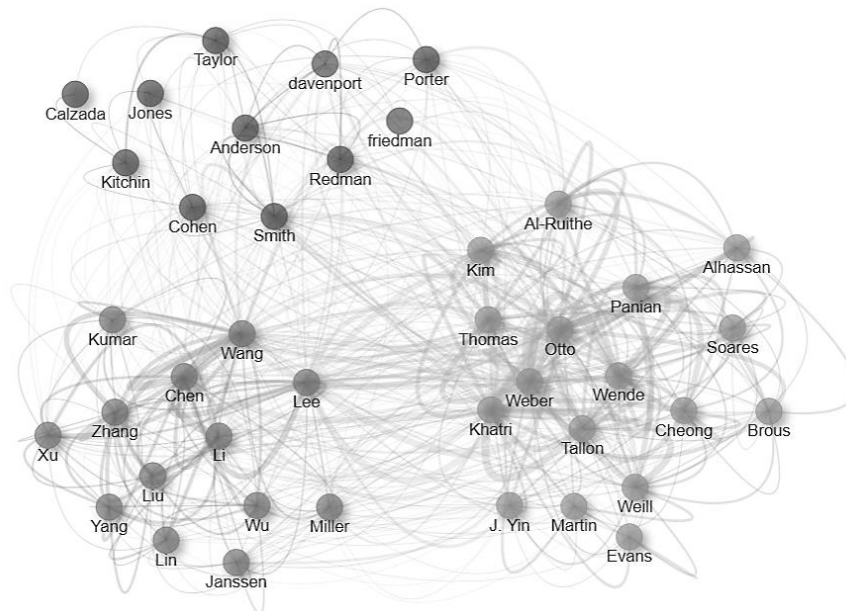 Taylor
davenport
Porter
Calzada
Jones
Anderson
friedman
Kitchin
Redman
Cohen
Smith
Al-Ruithe
Kim
Alhassan
Panian
Kumar
Wang
Thomas
Otto
Soares
Chen
Lee
Weber
Wende
Zhang
Khatri
Cheong
Brous
Xu
Li
Tallon
Liu
Weill
Yang
Wu
Miller
J. Yin
Martin
Lin
Evans
Janssen